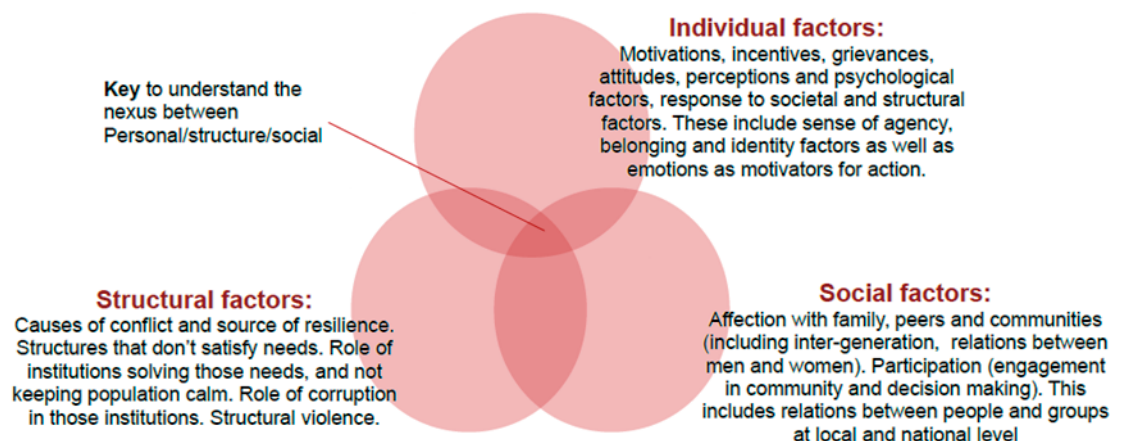 Individual factors:
Motivations, incentives, grievances,
attitudes, perceptions and psychological
factors, response to societal and structural
factors. These include sense of agency,
belonging and identity factors as well as
emotions as motivators for action.
Key to understand the
nexus between
Personal/structure/social
Structural factors:
Causes of conflict and source of resilience.
Structures that don’t satisfy needs. Role of
institutions solving those needs, and not
keeping population calm. Role of corruption
in those institutions. Structural violence.
Social factors:
Affection with family, peers and communities
(including inter-generation, relations between
men and women). Participation (engagement
in community and decision making). This
includes relations between people and groups
at local and national level